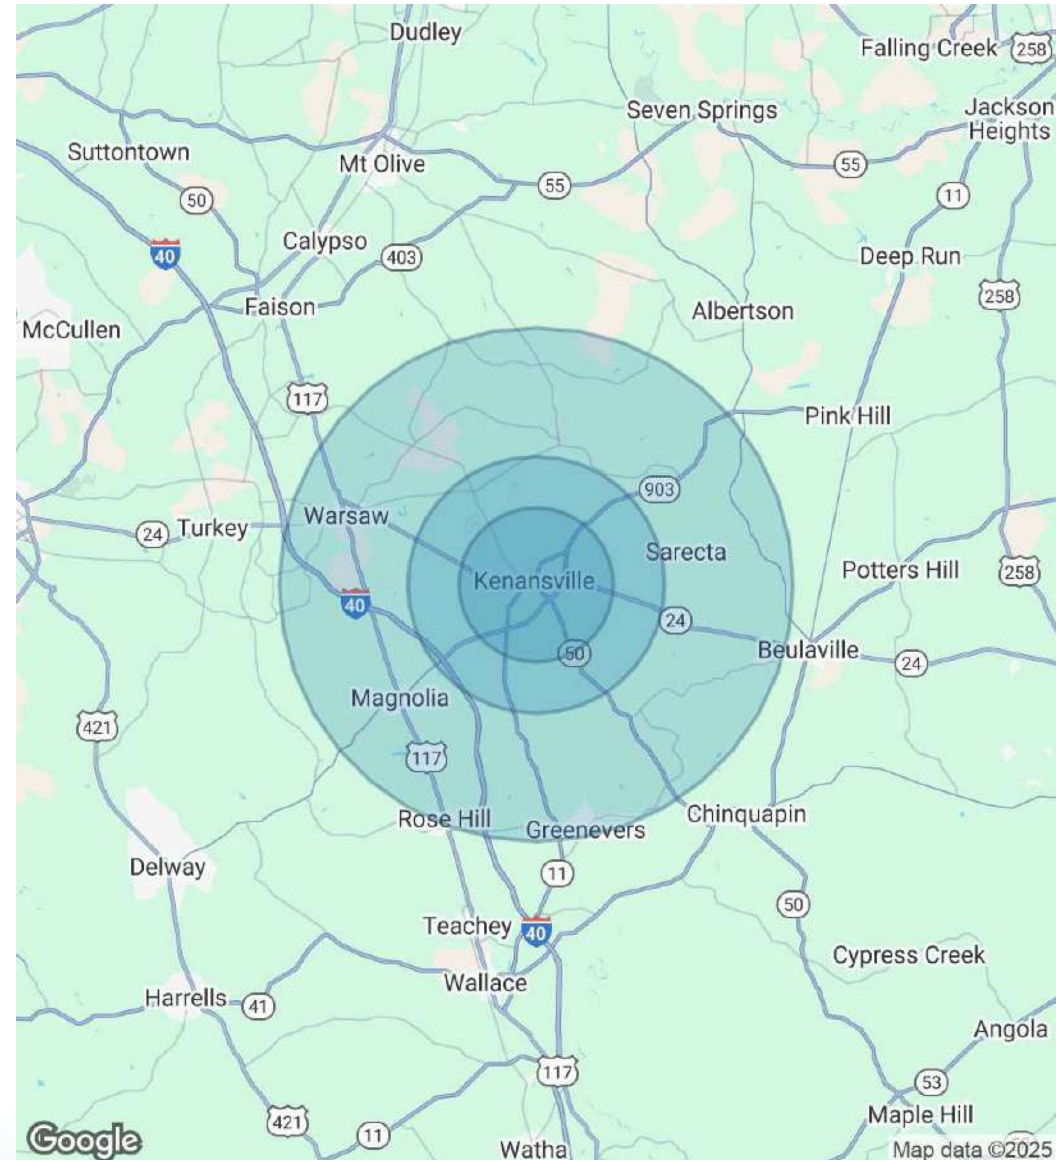 Dudley
Falling Creek
258
Seven Springs
Jackson
Heights
Suttontown
Mt Olive
55
55
50
11
Calypso
40
403
Deep Run
258
Faison
Albertson
McCullen
117
Pink Hill
903
Warsaw
24
Turkey
Sarecta
Kenansville
Potters Hill
258
40
24
50
Beulaville
24
Magnolia
421
117
Rose Hill
Chinquapin
Greenevers
Delway
11
50
Teachey
40
Cypress Creek
Wallace
Harrells
41
Angola
117
53
Maple Hill
421
11
Google
Watha
Map data ©2025